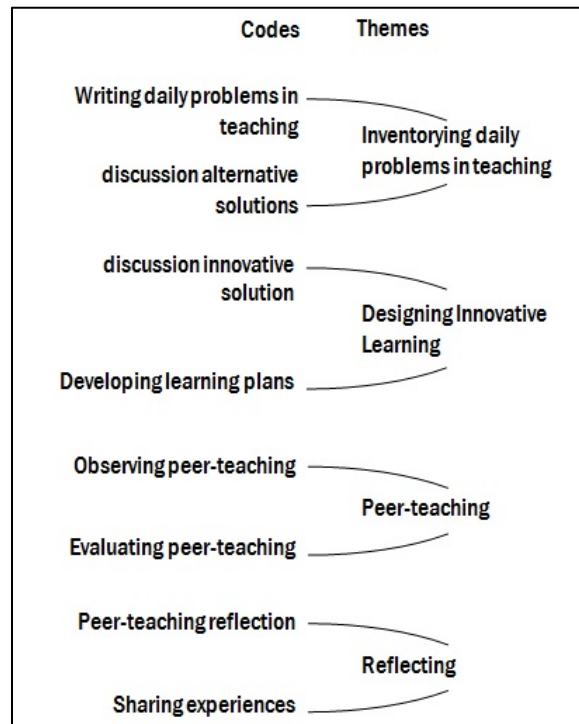 Codes Themes
Writing daily problems in
teaching
Inventorying daily
problems in teaching
discussion alternative
solutions
discussion innovative
solution
Designing Innovative
Learning
Developing learning plans
Observing peer-teaching
Peer-teaching
Evaluating peer-teaching
Peer-teaching reflection
Reflecting
Sharing experiences